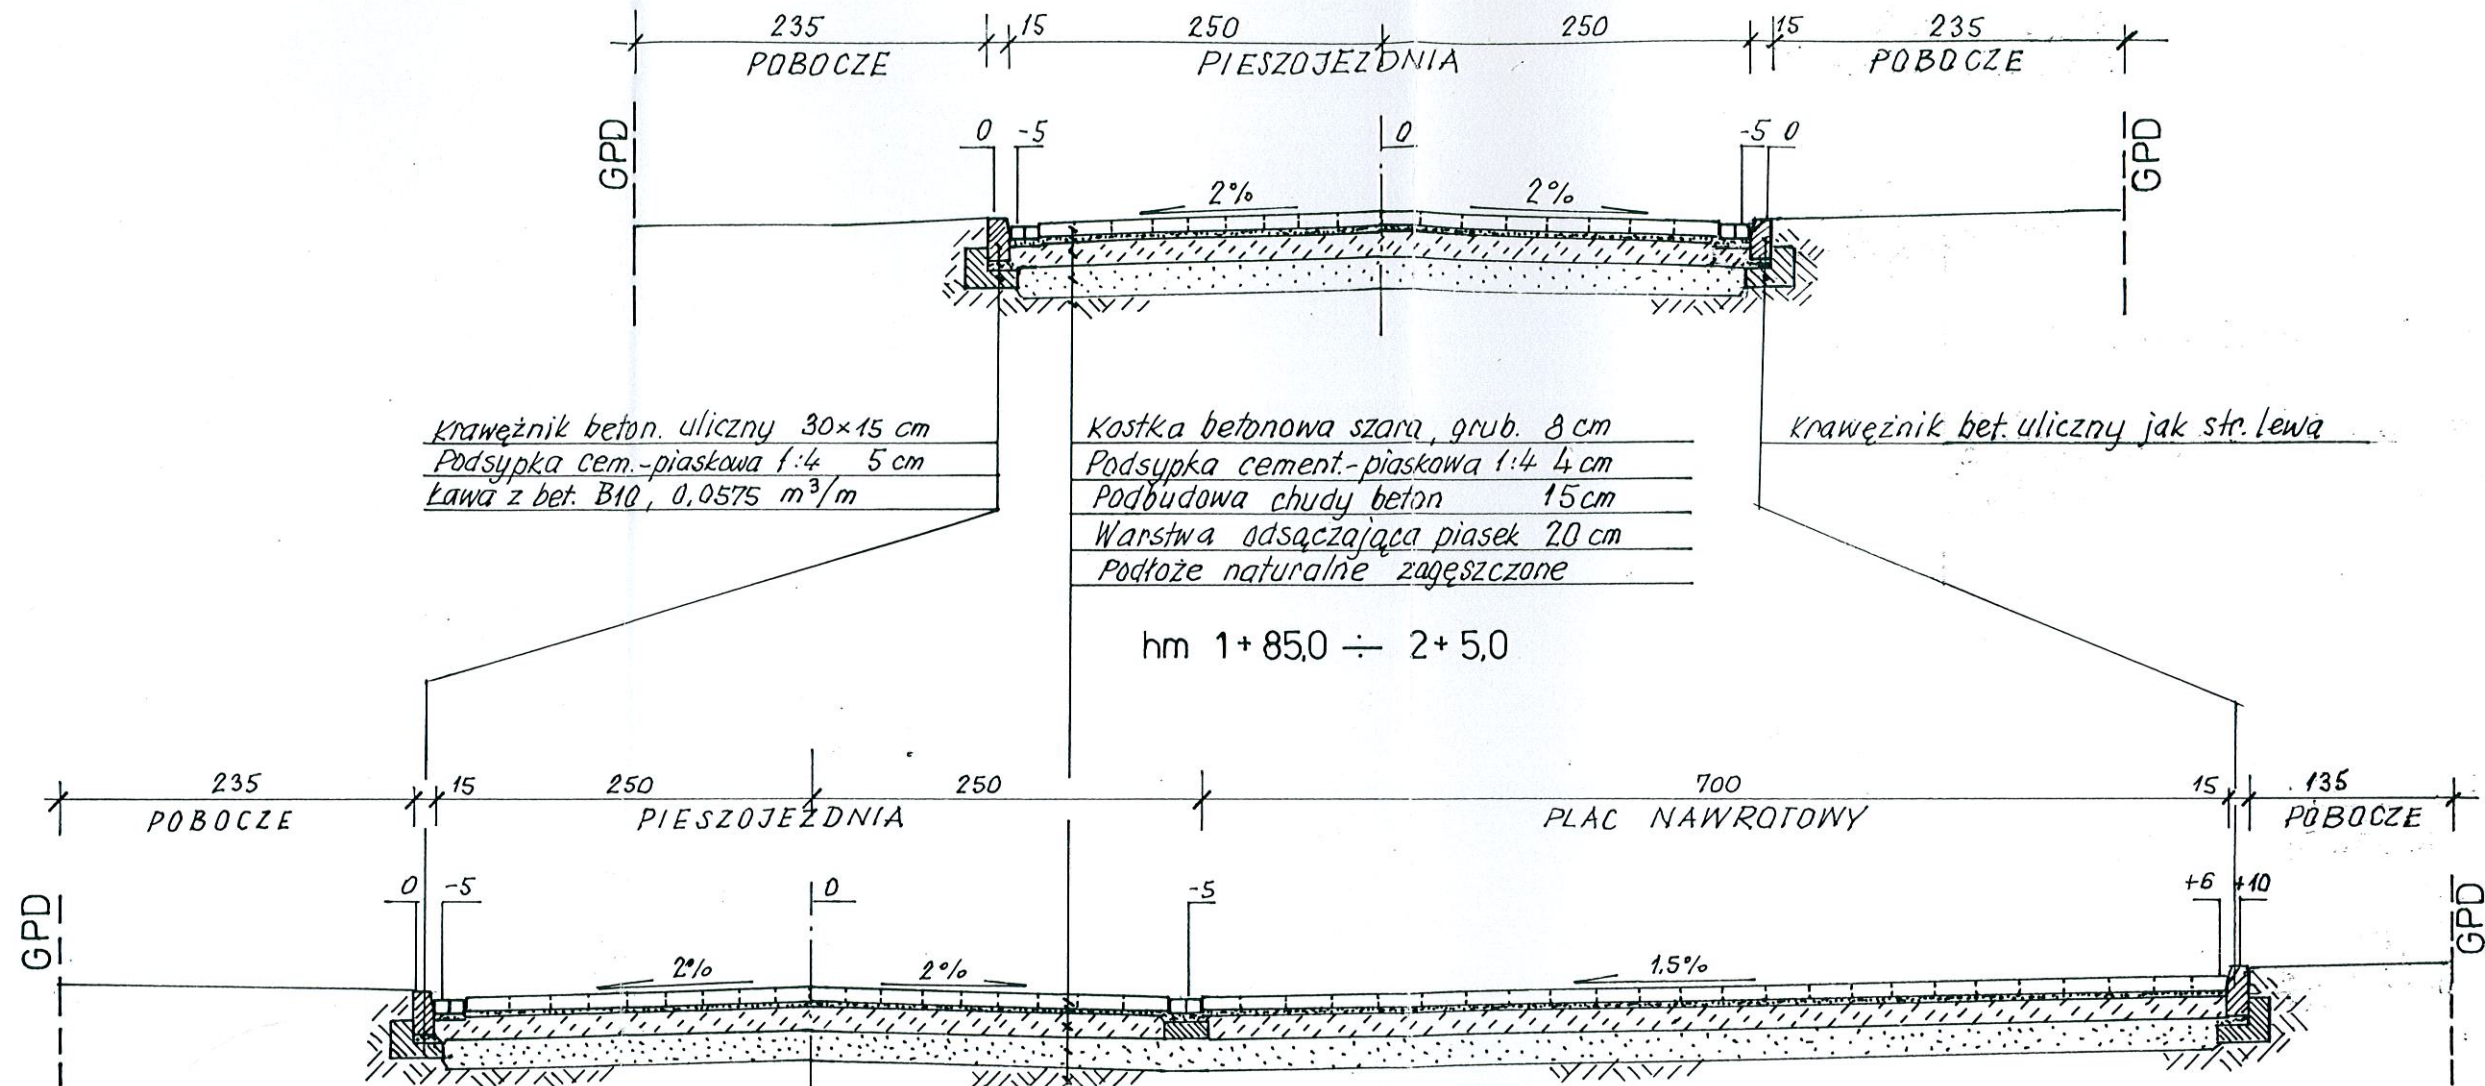 235 15 250 250 15 235
POBOCZE PIESZOJEZDNIA POBOCZE
0 -5 0 -5 0
GPD GPD
2% 2%
Krawężnik beton. uliczny 30×15 cm
Podsypka cem.-piaskowa 1:4 5 cm
Ława z bet. B10, 0,0575 m³/m
Kostka betonowa szara, grub. 8 cm
Podsypka cement.-piaskowa 1:4 4 cm
Podbudowa chudy beton 15 cm
Warstwa odsączająca piasek 20 cm
Podłoże naturalne zagęszczone
Krawężnik bet. uliczny jak str. lewa
hm 1+85,0 ÷ 2+5,0
235 15 250 250 700 15 135
POBOCZE PIESZOJEZDNIA PLAC NAWROTOWY POBOCZE
0 -5 0 -5 +6 +10
GPD GPD
2% 2% 1,5%